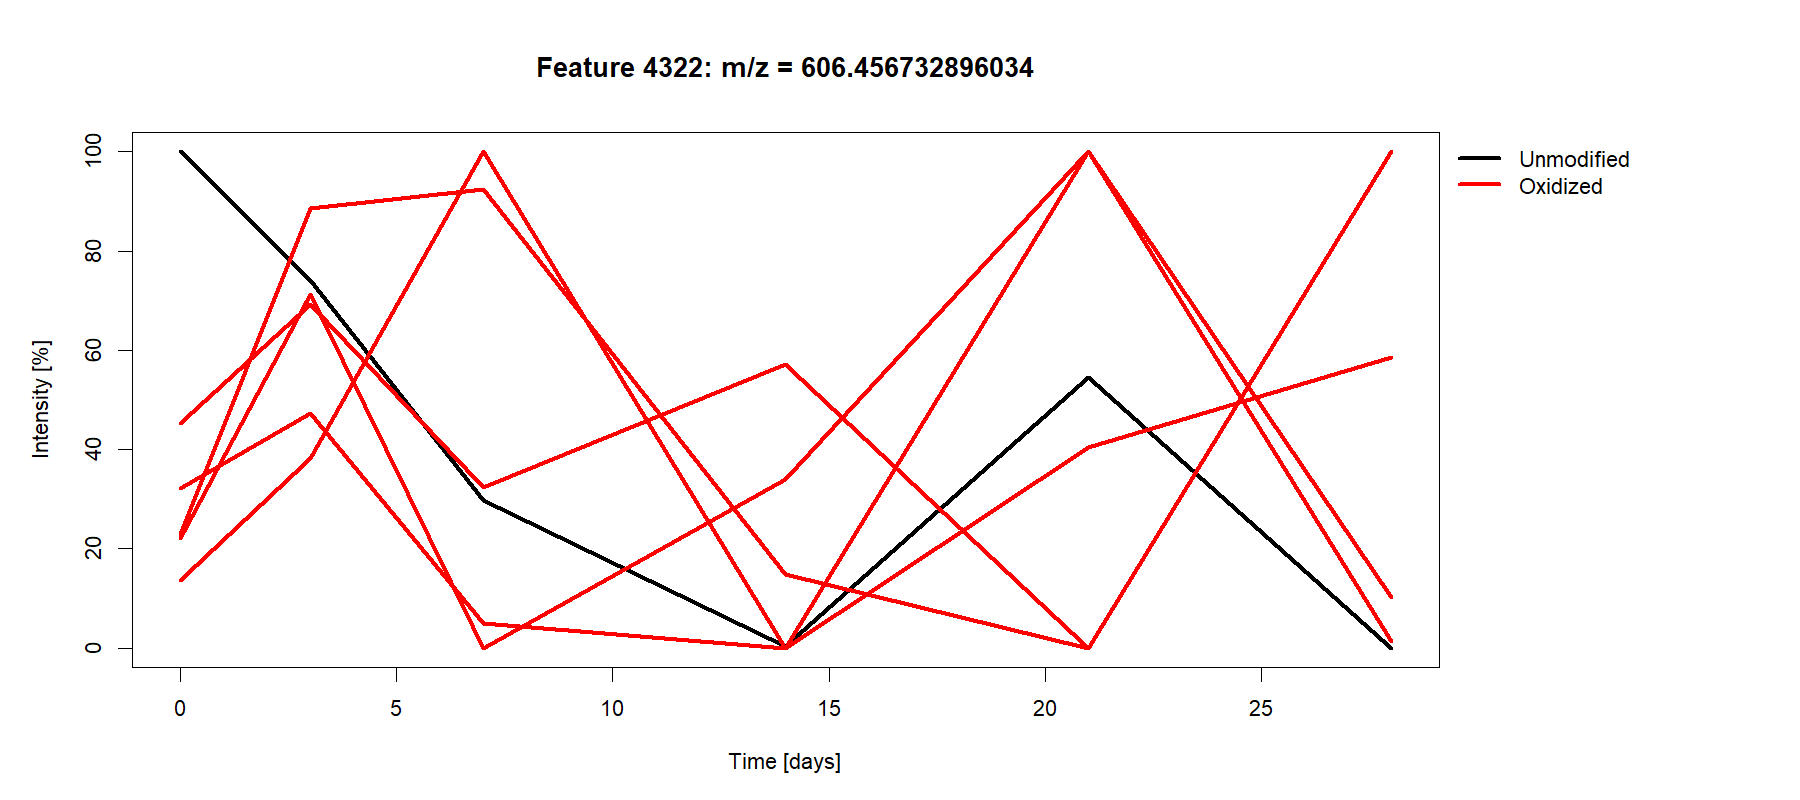 Feature 4322: m/z = 606.456732896034
Unmodified
Oxidized
100
80
60
40
20
0
Intensity [%]
0 5 10 15 20 25
Time [days]